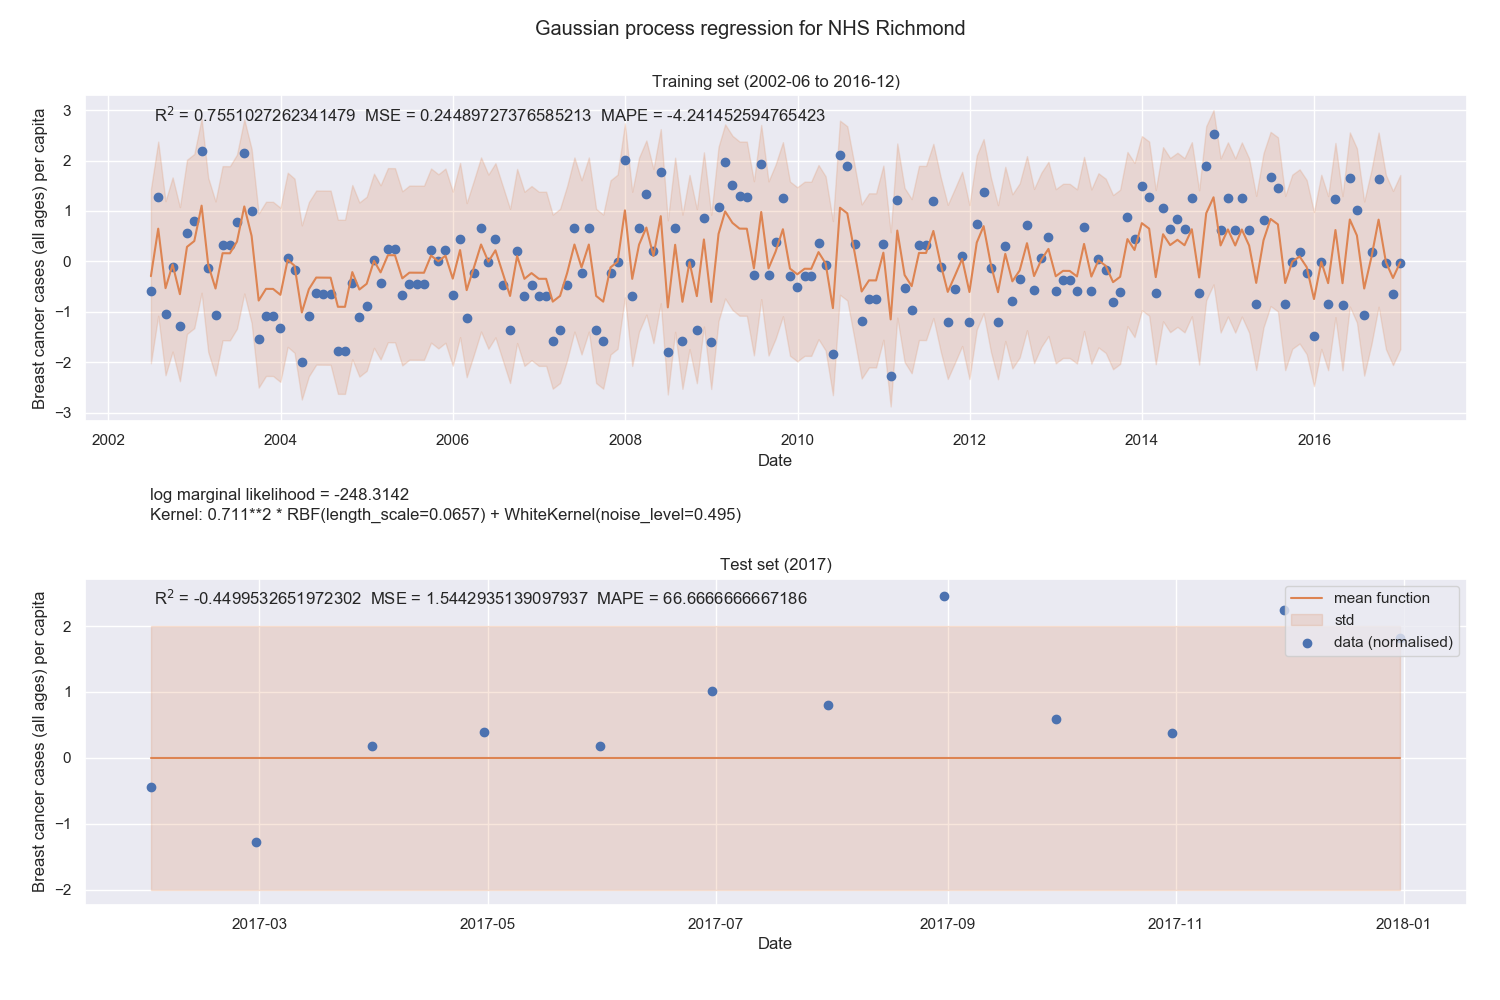 Gaussian process regression for NHS Richmond
Training set (2002-06 to 2016-12)
R² = 0.7551027262341479 MSE = 0.24489727376585213 MAPE = -4.241452594765423
Breast cancer cases (all ages) per capita
3
2
1
0
−1
−2
−3
2002 2004 2006 2008 2010 2012 2014 2016
Date
log marginal likelihood = -248.3142
Kernel: 0.711**2 * RBF(length_scale=0.0657) + WhiteKernel(noise_level=0.495)
Test set (2017)
R² = -0.4499532651972302 MSE = 1.5442935139097937 MAPE = 66.6666666667186
mean function
std
data (normalised)
Breast cancer cases (all ages) per capita
2
1
0
−1
−2
2017-03 2017-05 2017-07 2017-09 2017-11 2018-01
Date